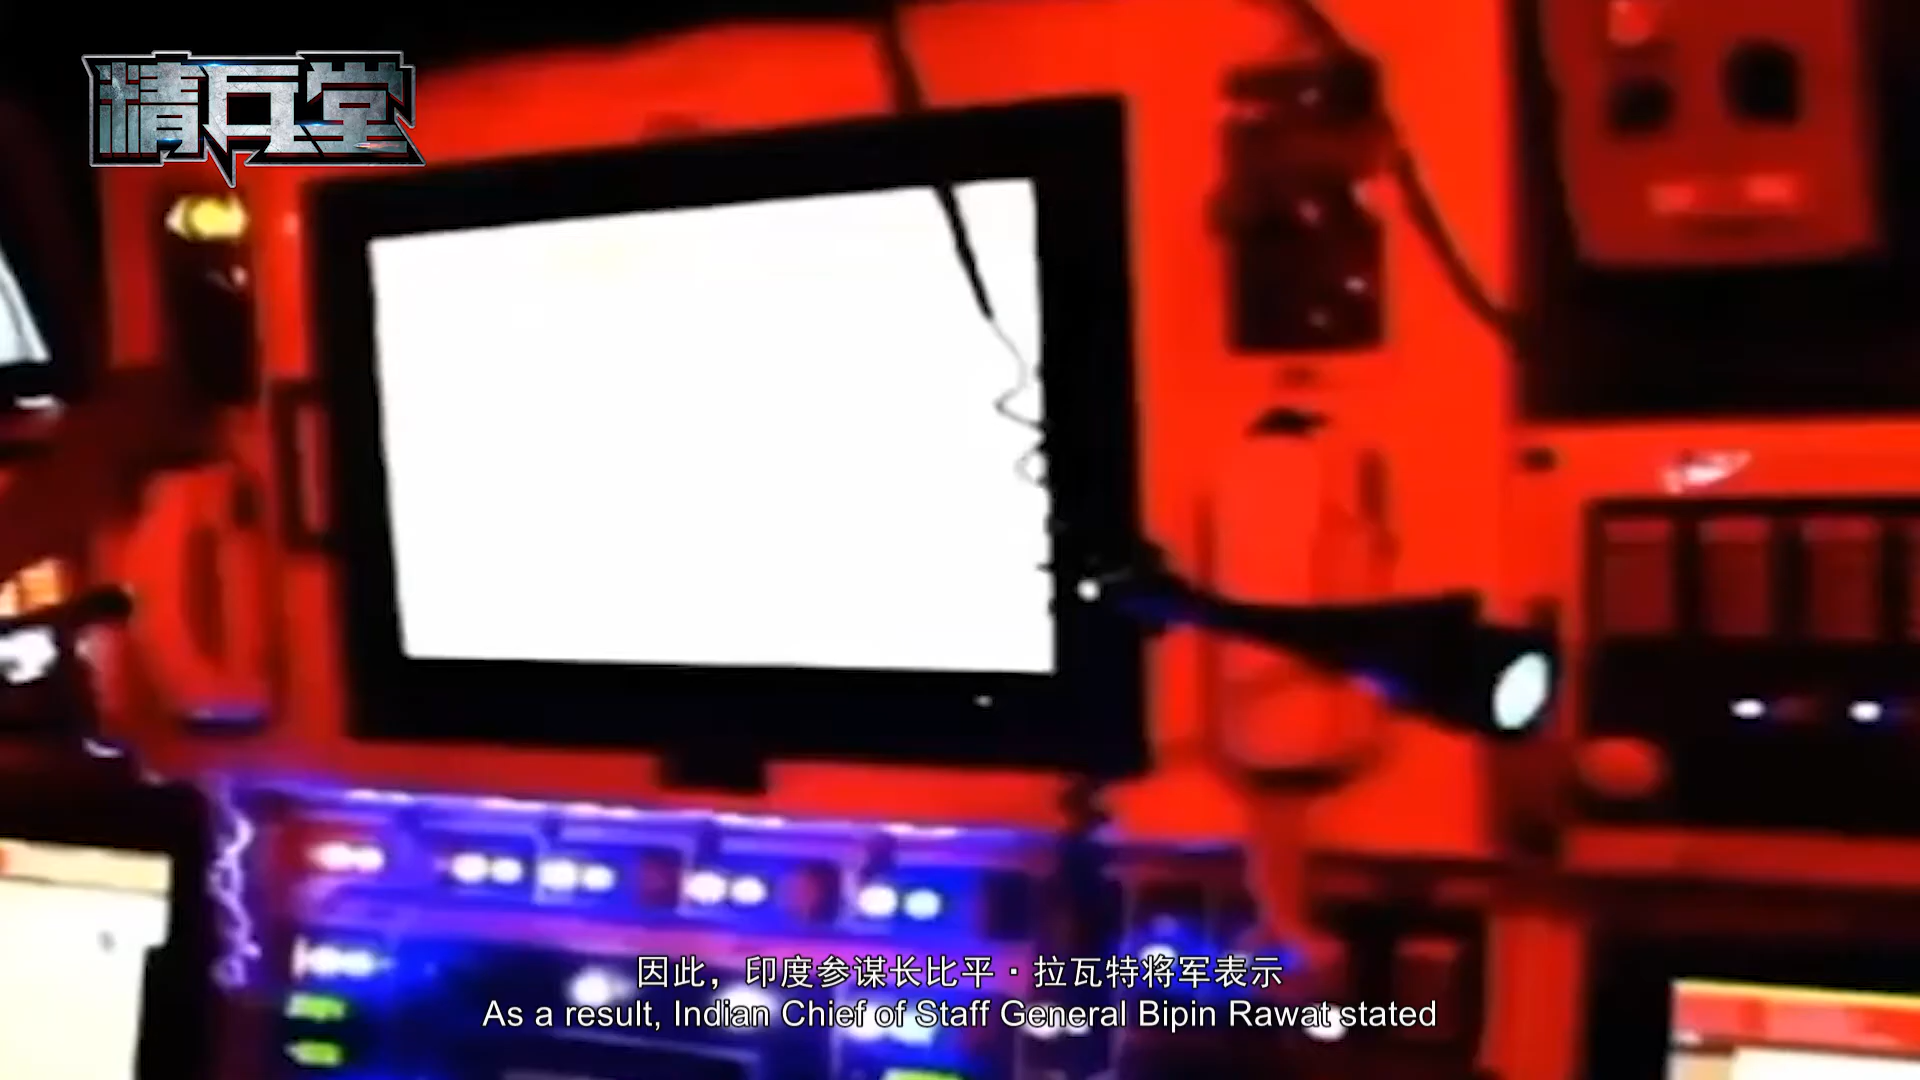 精兵堂
因此，印度参谋长比平·拉瓦特将军表示
As a result, Indian Chief of Staff General Bipin Rawat stated